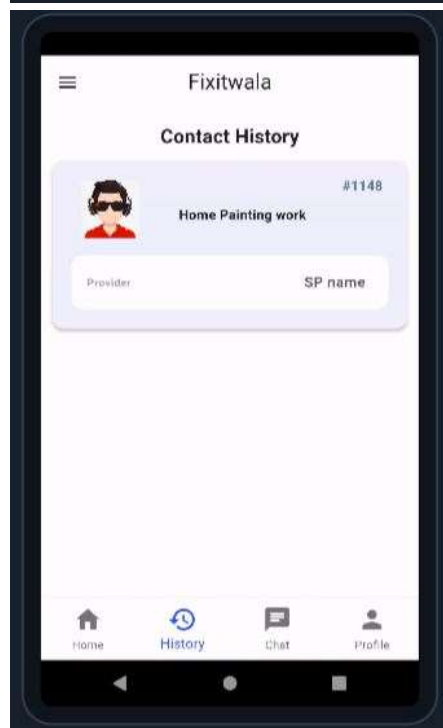 Fixitwala
Contact History
#1148
Home Painting work
Provider SP name
Home History Chat Profile